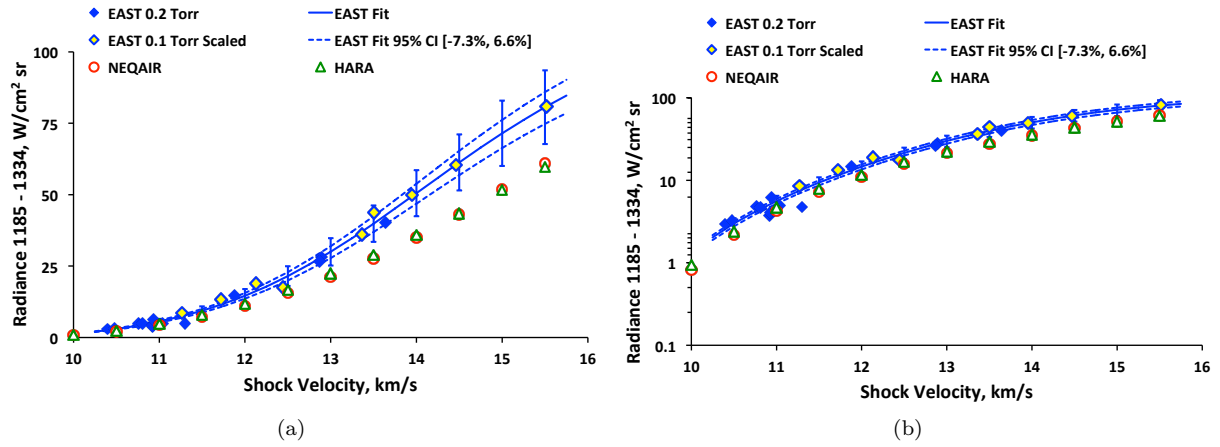 EAST 0.2 Torr
EAST Fit
EAST 0.1 Torr Scaled
EAST Fit 95% CI [-7.3%, 6.6%]
NEQAIR
HARA
Radiance 1185 - 1334, W/cm² sr
100
75
50
25
0
10
11
12
13
14
15
16
Shock Velocity, km/s
(a)
EAST 0.2 Torr
EAST Fit
EAST 0.1 Torr Scaled
EAST Fit 95% CI [-7.3%, 6.6%]
NEQAIR
HARA
Radiance 1185 - 1334, W/cm² sr
100
10
1
0.1
10
11
12
13
14
15
16
Shock Velocity, km/s
(b)